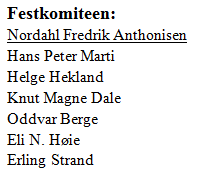 Festkomiteen:
Nordahl Fredrik Anthonisen
Hans Peter Marti
Helge Hekland
Knut Magne Dale
Oddvar Berge
Eli N. Høie
Erling Strand